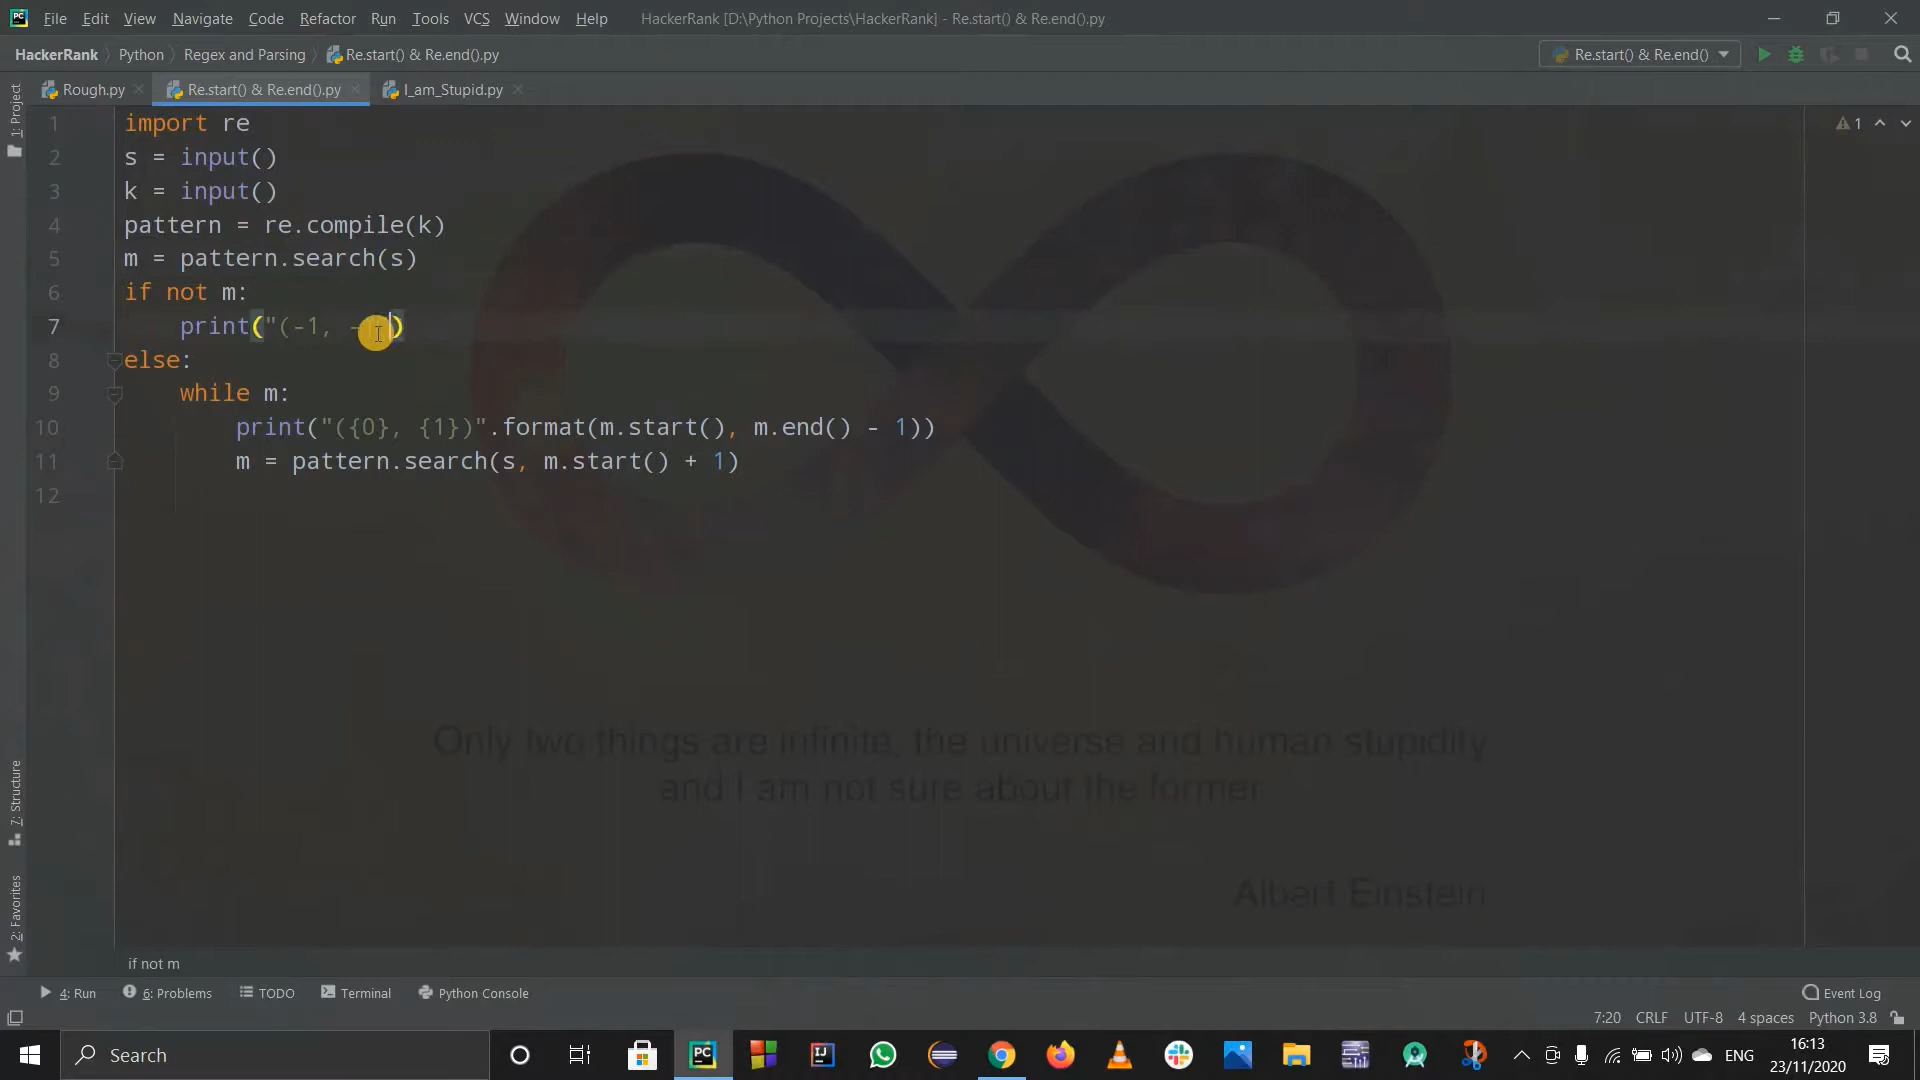 File Edit View Navigate Code Refactor Run Tools VCS Window Help HackerRank [D:\Python Projects\HackerRank] - Re.start() & Re.end().py
HackerRank Python Regex and Parsing Re.start() & Re.end().py Re.start() & Re.end()
Rough.py Re.start() & Re.end().py I_am_Stupid.py
1: Project
1 import re
1
2 s = input()
3 k = input()
4 pattern = re.compile(k)
5 m = pattern.search(s)
6 if not m:
7 print("(-1, -
8 else:
9 while m:
10 print("({0}, {1})".format(m.start(), m.end() - 1))
11 m = pattern.search(s, m.start() + 1)
12
Only two things are infinite, the universe and human stupidity
and I am not sure about the former
Albert Einstein
7: Structure
2: Favorites
if not m
4: Run 6: Problems TODO Terminal Python Console Event Log
7:20 CRLF UTF-8 4 spaces Python 3.8
Search
PC
IJ
ENG
16:13
23/11/2020